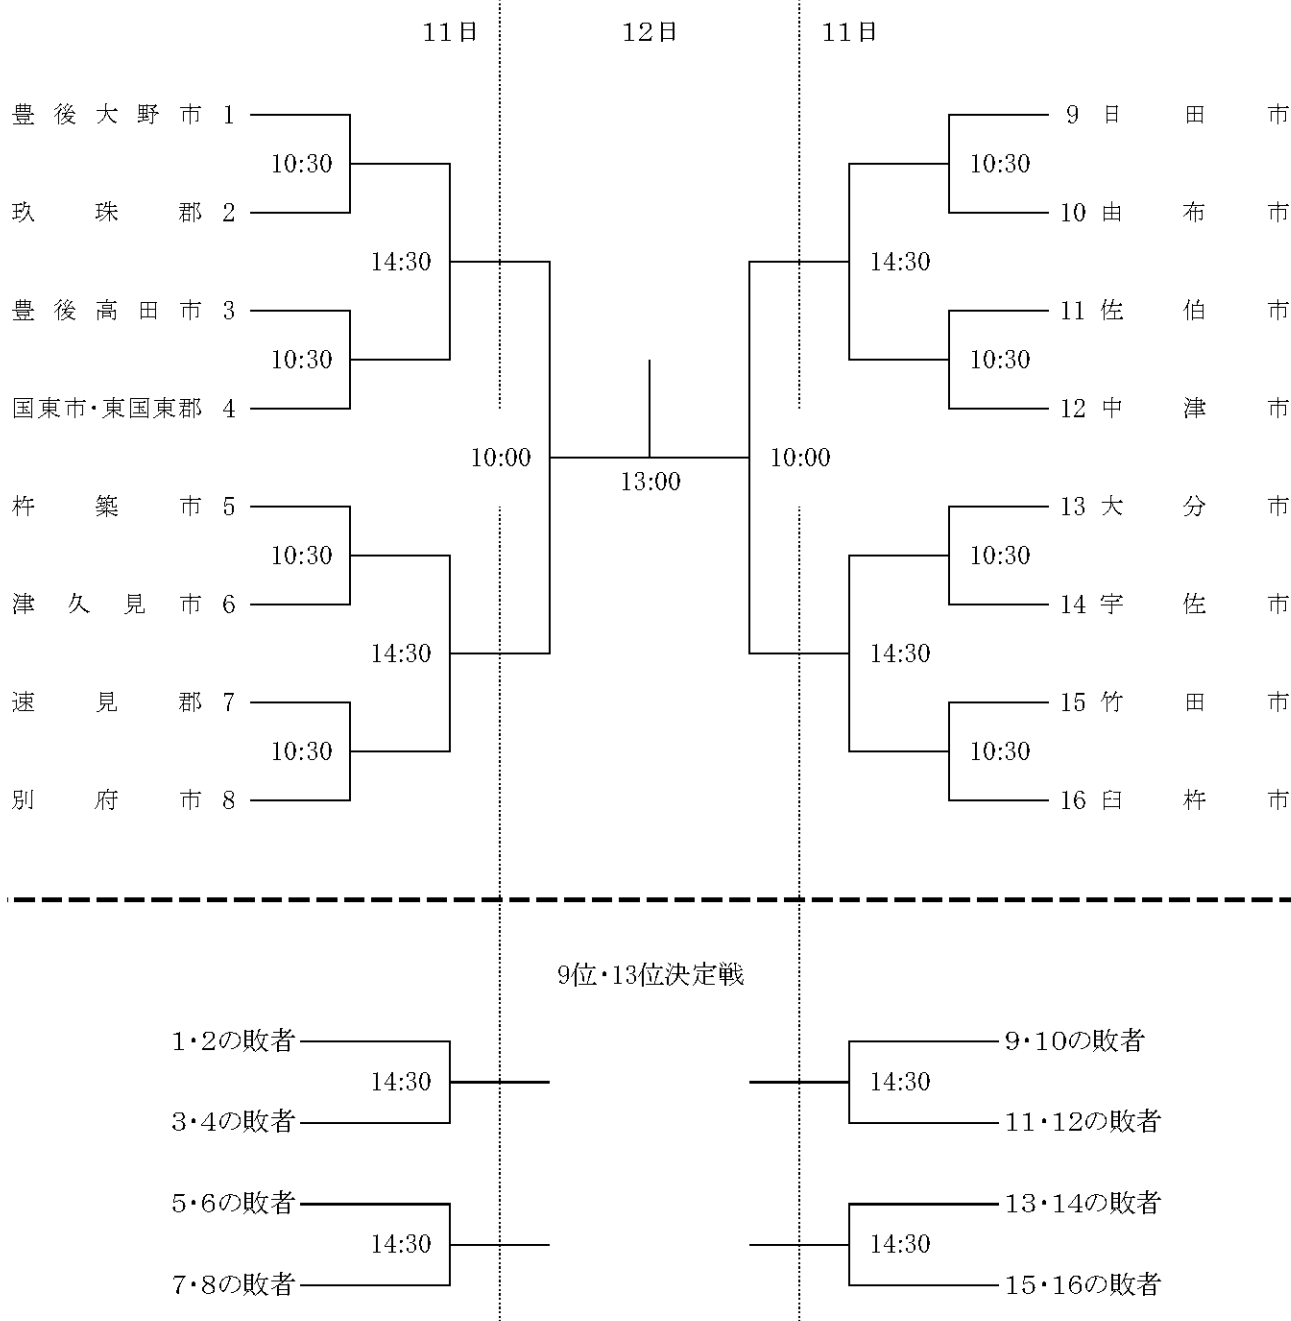 11日 12日 11日
豊後大野市 1
10:30
玖珠郡 2
14:30
豊後高田市 3
10:30
国東市・東国東郡 4
10:00
杵築市 5
10:30
津久見市 6
14:30
速見郡 7
10:30
別府市 8
13:00
9 日田市
10:30
10 由布市
14:30
11 佐伯市
10:30
12 中津市
10:00
13 大分市
10:30
14 宇佐市
14:30
15 竹田市
10:30
16 臼杵市
9位・13位決定戦
1・2の敗者
14:30
3・4の敗者
5・6の敗者
14:30
7・8の敗者
9・10の敗者
14:30
11・12の敗者
13・14の敗者
14:30
15・16の敗者